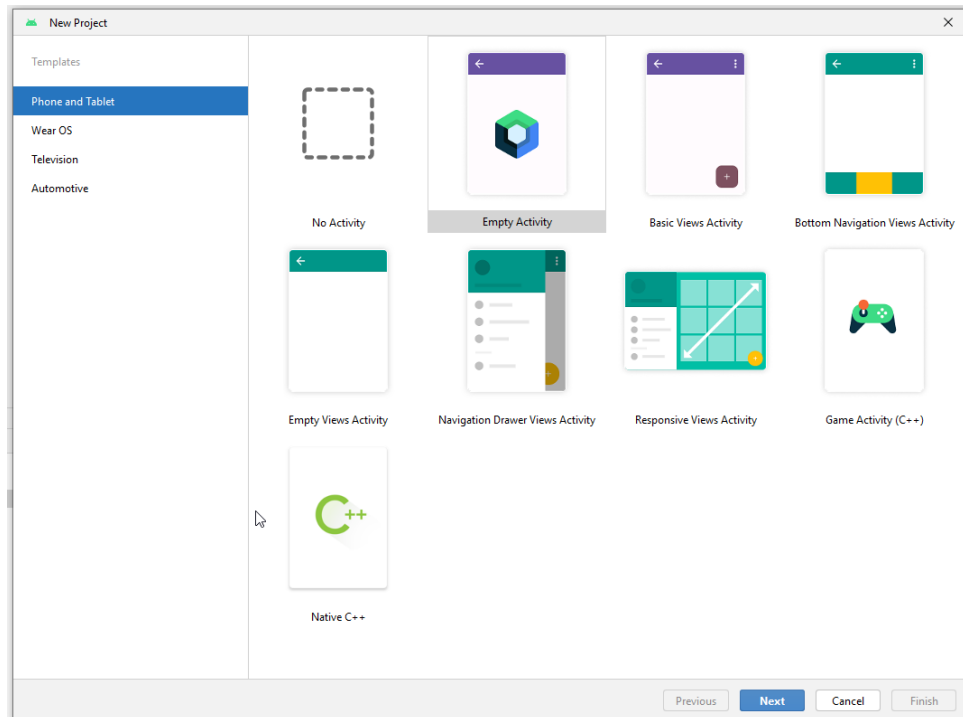 New Project
Templates
Phone and Tablet
Wear OS
Television
Automotive
No Activity
Empty Activity
Basic Views Activity
Bottom Navigation Views Activity
Empty Views Activity
Navigation Drawer Views Activity
Responsive Views Activity
Game Activity (C++)
C++
Native C++
Previous
Next
Cancel
Finish